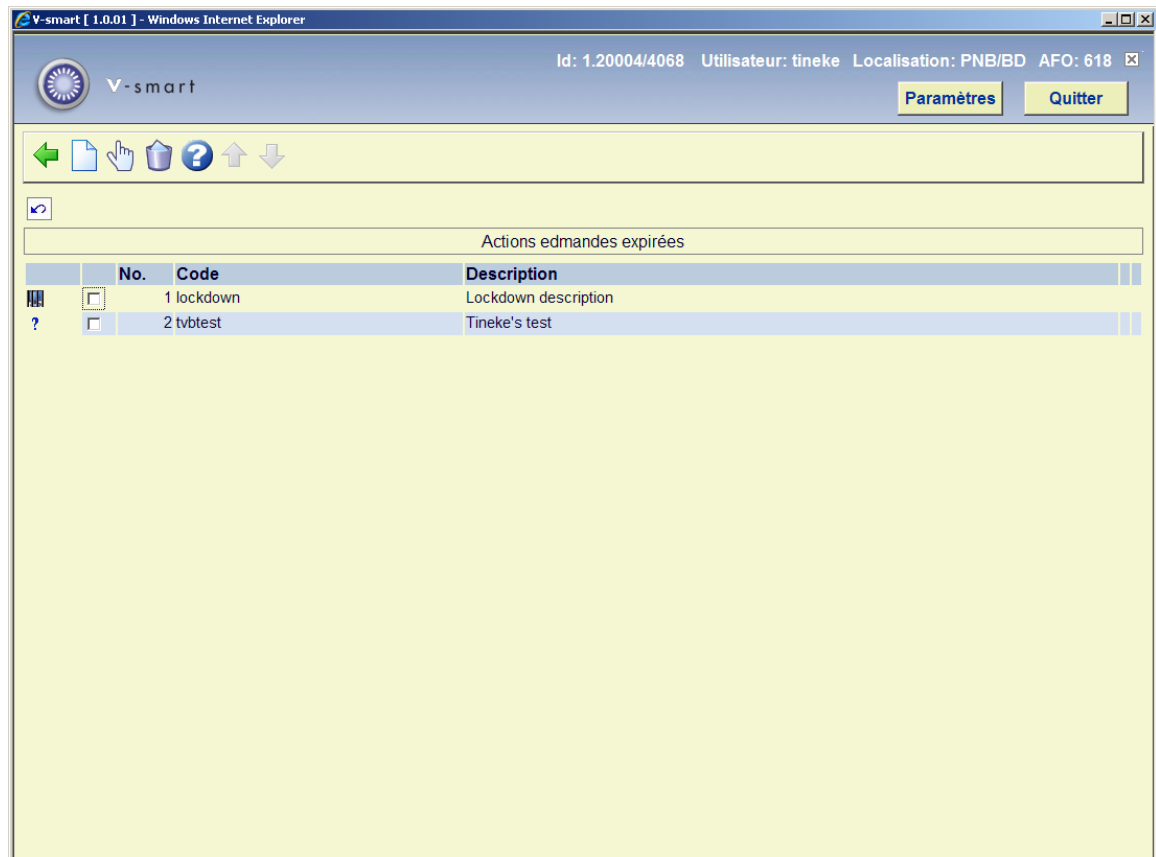 V-smart [ 1.0.01 ] - Windows Internet Explorer
Id: 1.20004/4068 Utilisateur: tineke Localisation: PNB/BD AFO: 618
V-smart
Paramètres Quitter
Actions edmandes expirées
No. Code Description
1 lockdown Lockdown description
? 2 tvbtest Tineke's test